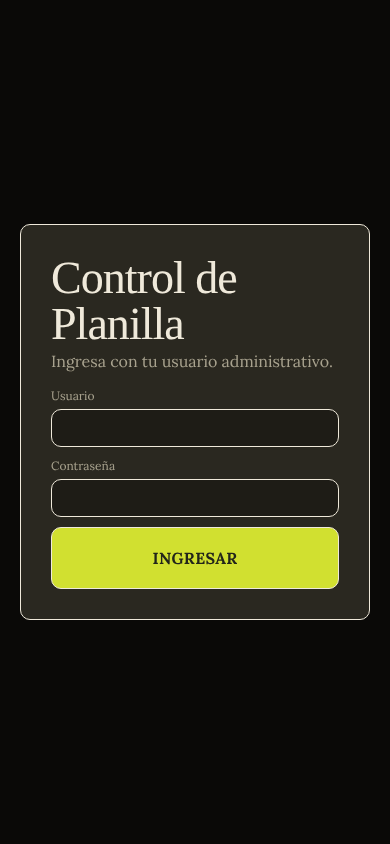 Control de
Planilla
Ingresa con tu usuario administrativo.
Usuario
Contraseña
INGRESAR